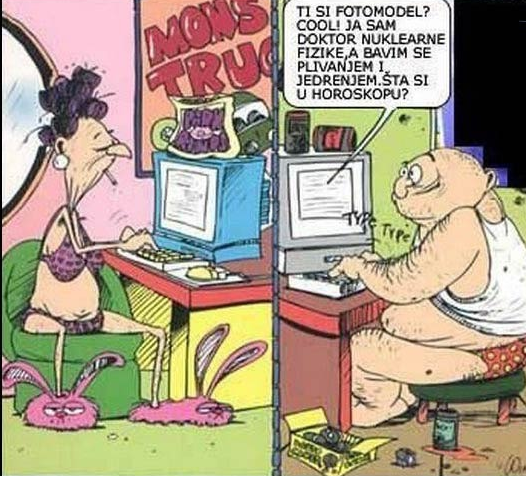 MONS
TRUC
TI SI FOTOMODEL?
COOL! JA SAM
DOKTOR NUKLEARNE
FIZIKE,A BAVIM SE
PLIVANJEM I
JEDRENJEM.ŠTA SI
U HOROSKOPU?
TYPE TYPE